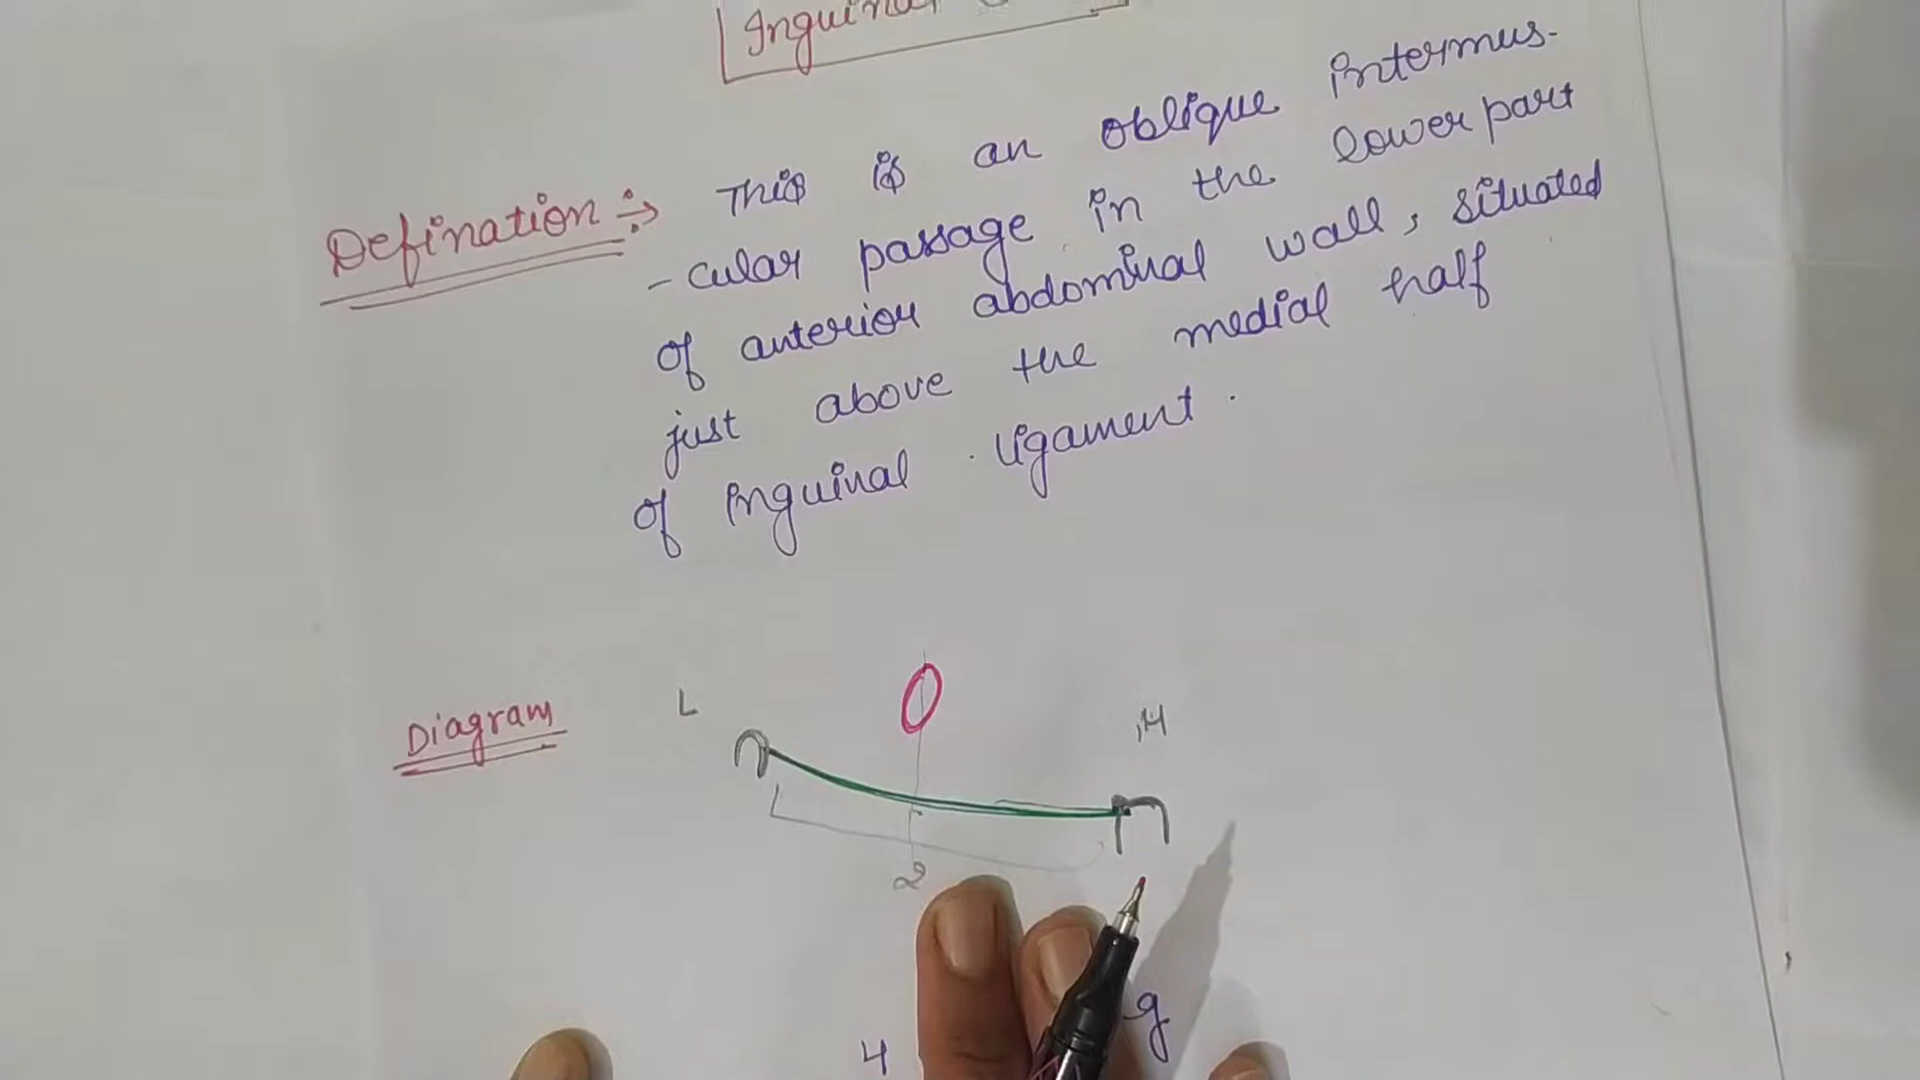 Inguinal
Defination :→ This is an oblique intermus-
- cular passage in the lower part
of anterior abdominal wall, situated
just above the medial half
of inguinal ligament.
Diagram
L
M
2
4
g